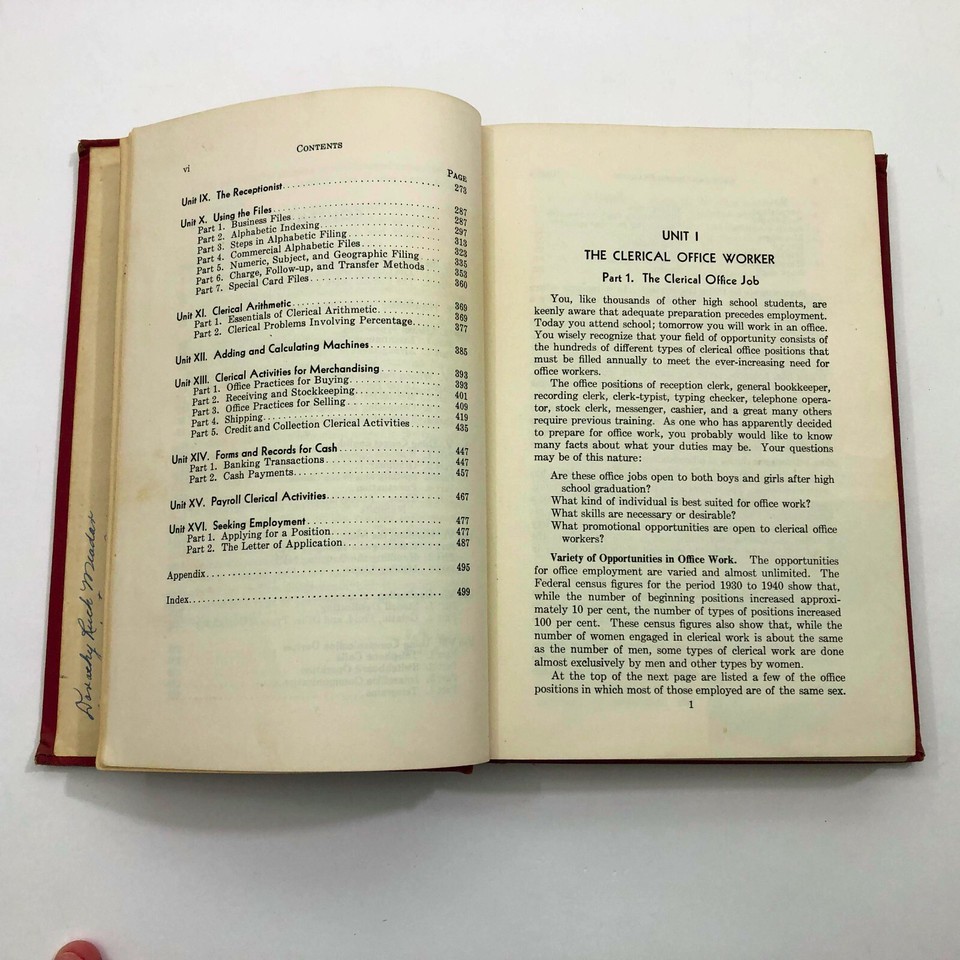 CONTENTS
vi
PAGE
Unit IX. The Receptionist 273
Unit X. Using the Files 287
Part 1. Business Files 287
Part 2. Alphabetic Indexing 297
Part 3. Steps in Alphabetic Filing 313
Part 4. Commercial Alphabetic Files 323
Part 5. Numeric, Subject, and Geographic Filing 335
Part 6. Charge, Follow-up, and Transfer Methods 353
Part 7. Special Card Files 360
Unit XI. Clerical Arithmetic 369
Part 1. Essentials of Clerical Arithmetic 369
Part 2. Clerical Problems Involving Percentage 377
Unit XII. Adding and Calculating Machines 385
Unit XIII. Clerical Activities for Merchandising 393
Part 1. Office Practices for Buying 393
Part 2. Receiving and Stockkeeping 401
Part 3. Office Practices for Selling 409
Part 4. Shipping 419
Part 5. Credit and Collection Clerical Activities 435
Unit XIV. Forms and Records for Cash 447
Part 1. Banking Transactions 447
Part 2. Cash Payments 457
Unit XV. Payroll Clerical Activities 467
Unit XVI. Seeking Employment 477
Part 1. Applying for a Position 477
Part 2. The Letter of Application 487
Appendix 495
Index 499
Dorothy
UNIT I
THE CLERICAL OFFICE WORKER
Part 1. The Clerical Office Job
You, like thousands of other high school students, are
keenly aware that adequate preparation precedes employment.
Today you attend school; tomorrow you will work in an office.
You wisely recognize that your field of opportunity consists of
the hundreds of different types of clerical office positions that
must be filled annually to meet the ever-increasing need for
office workers.
The office positions of reception clerk, general bookkeeper,
recording clerk, clerk-typist, typing checker, telephone opera-
tor, stock clerk, messenger, cashier, and a great many others
require previous training. As one who has apparently decided
to prepare for office work, you probably would like to know
many facts about what your duties may be. Your questions
may be of this nature:
Are these office jobs open to both boys and girls after high
school graduation?
What kind of individual is best suited for office work?
What skills are necessary or desirable?
What promotional opportunities are open to clerical office
workers?
Variety of Opportunities in Office Work. The opportunities
for office employment are varied and almost unlimited. The
Federal census figures for the period 1930 to 1940 show that,
while the number of beginning positions increased approxi-
mately 10 per cent, the number of types of positions increased
100 per cent. These census figures also show that, while the
number of women engaged in clerical work is about the same
as the number of men, some types of clerical work are done
almost exclusively by men and other types by women.
At the top of the next page are listed a few of the office
positions in which most of those employed are of the same sex.
1